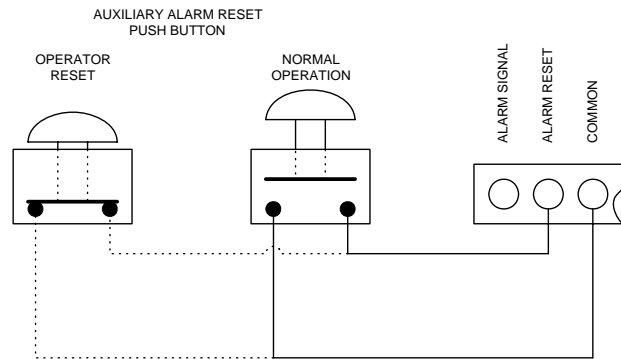 AUXILIARY ALARM RESET
PUSH BUTTON
OPERATOR
RESET
NORMAL
OPERATION
ALARM SIGNAL
ALARM RESET
COMMON